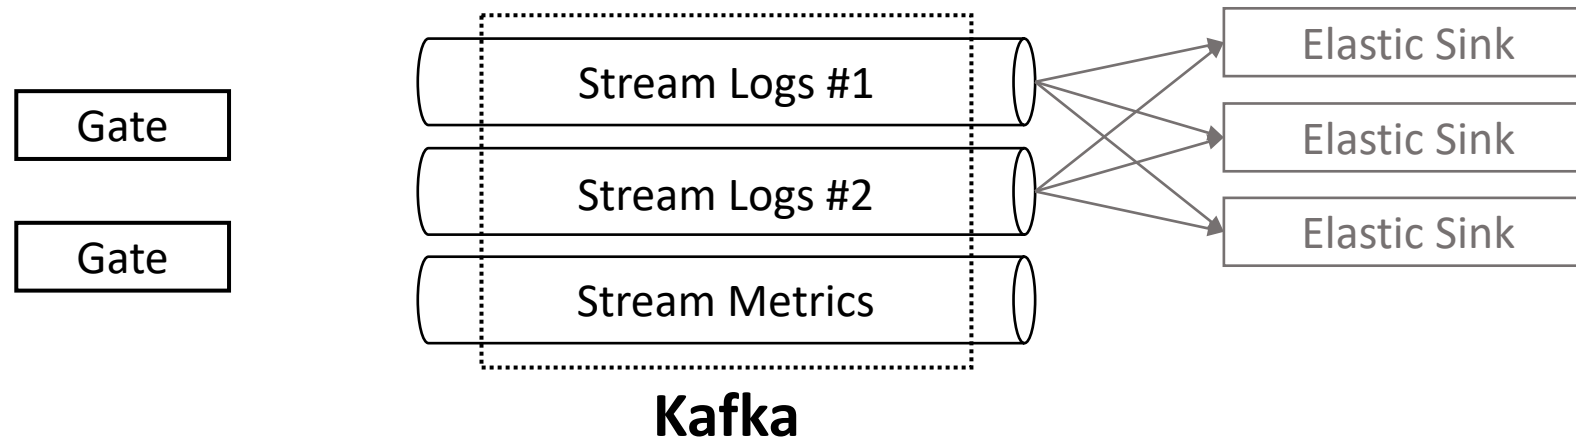 Gate
Gate
Stream Logs #1
Stream Logs #2
Stream Metrics
Kafka
Elastic Sink
Elastic Sink
Elastic Sink